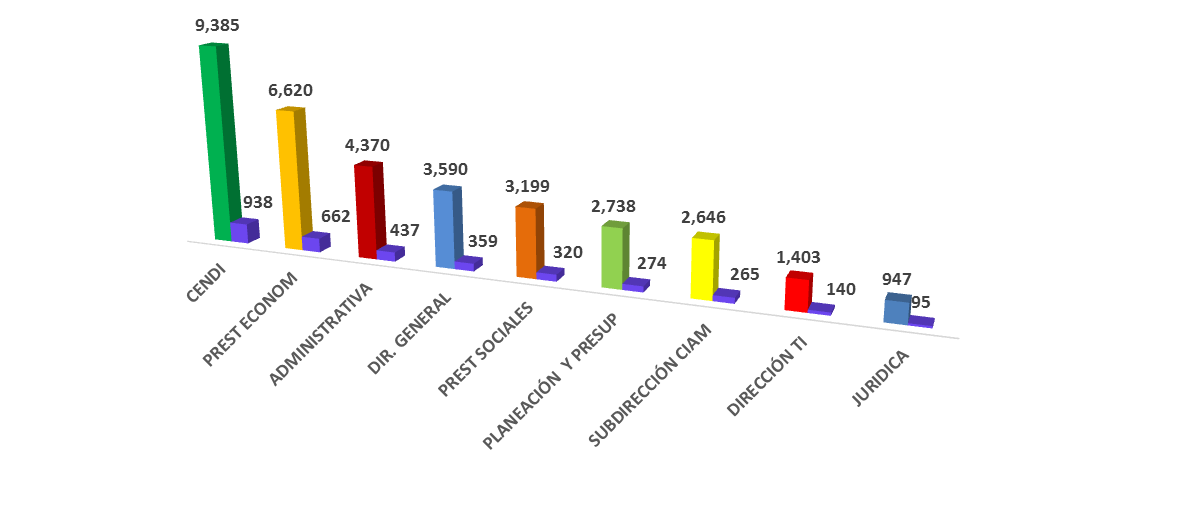 9,385
938
6,620
662
4,370
437
3,590
359
3,199
320
2,738
274
2,646
265
1,403
140
947
95
CENDI
PREST ECONOM
ADMINISTRATIVA
DIR. GENERAL
PREST SOCIALES
PLANEACIÓN Y PRESUP
SUBDIRECCIÓN CIAM
DIRECCIÓN TI
JURIDICA